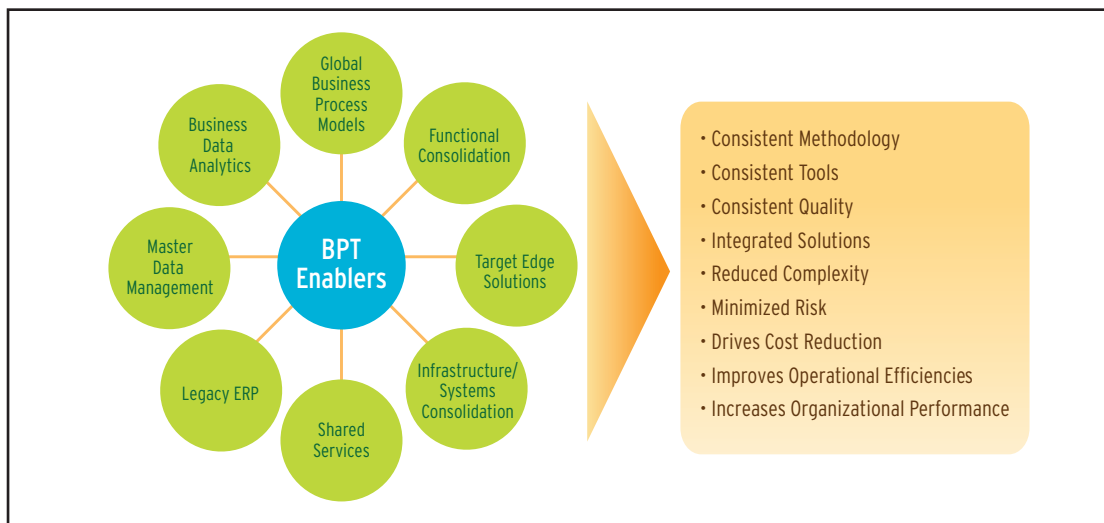 Global
Business
Process
Models
Functional
Consolidation
Target Edge
Solutions
Infrastructure/
Systems
Consolidation
Shared
Services
Legacy ERP
Master
Data
Management
Business
Data
Analytics
BPT
Enablers
• Consistent Methodology
• Consistent Tools
• Consistent Quality
• Integrated Solutions
• Reduced Complexity
• Minimized Risk
• Drives Cost Reduction
• Improves Operational Efficiencies
• Increases Organizational Performance